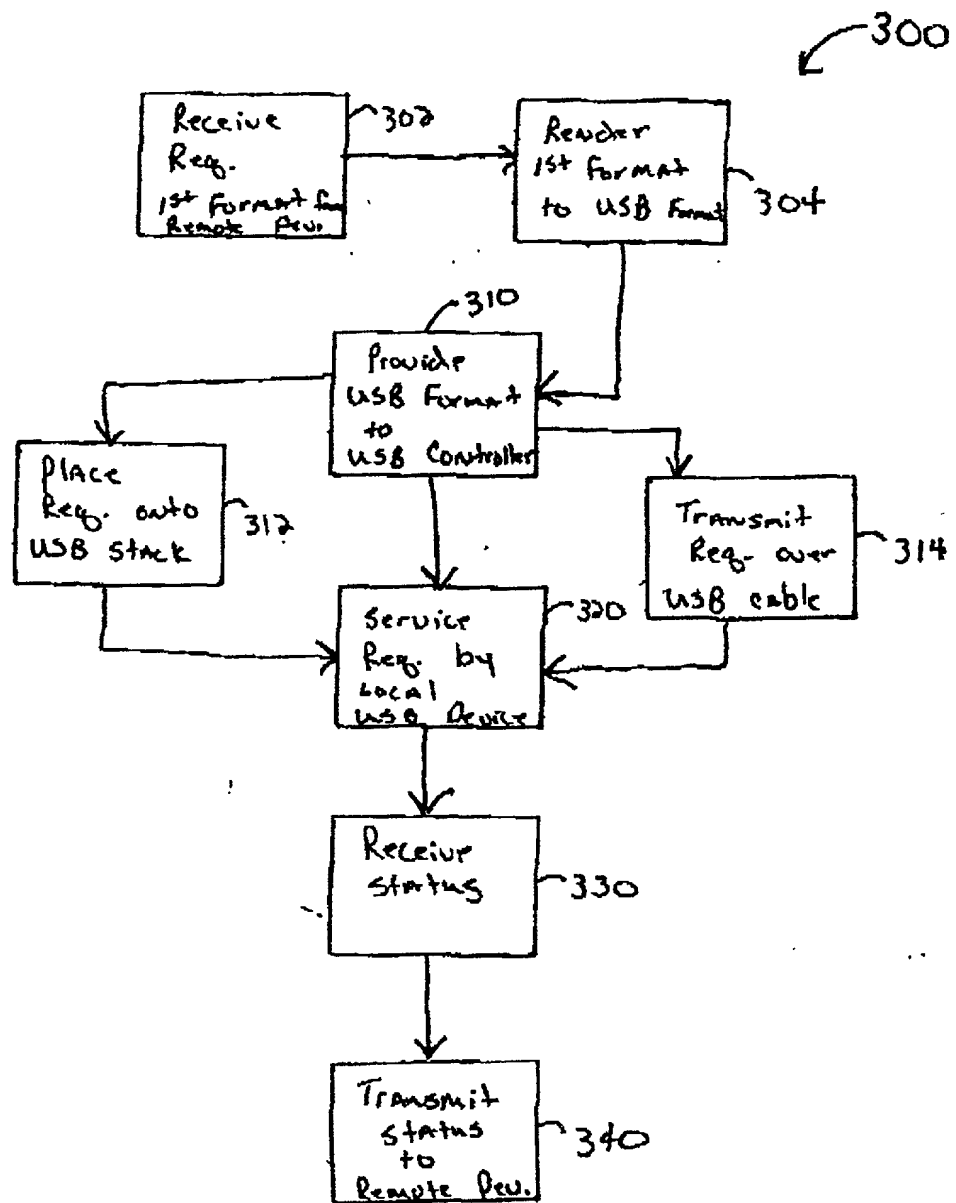 300
Receive
Req.
1st Format from
Remote Dev.
302
Render
1st Format
to USB Format
304
310
Provide
USB Format
to
USB Controller
Place
Req. onto
USB Stack
312
Transmit
Req. over
USB cable
314
Service
Req. by
Local
USB Device
320
Receive
Status
330
Transmit
Status
to
Remote Dev.
340